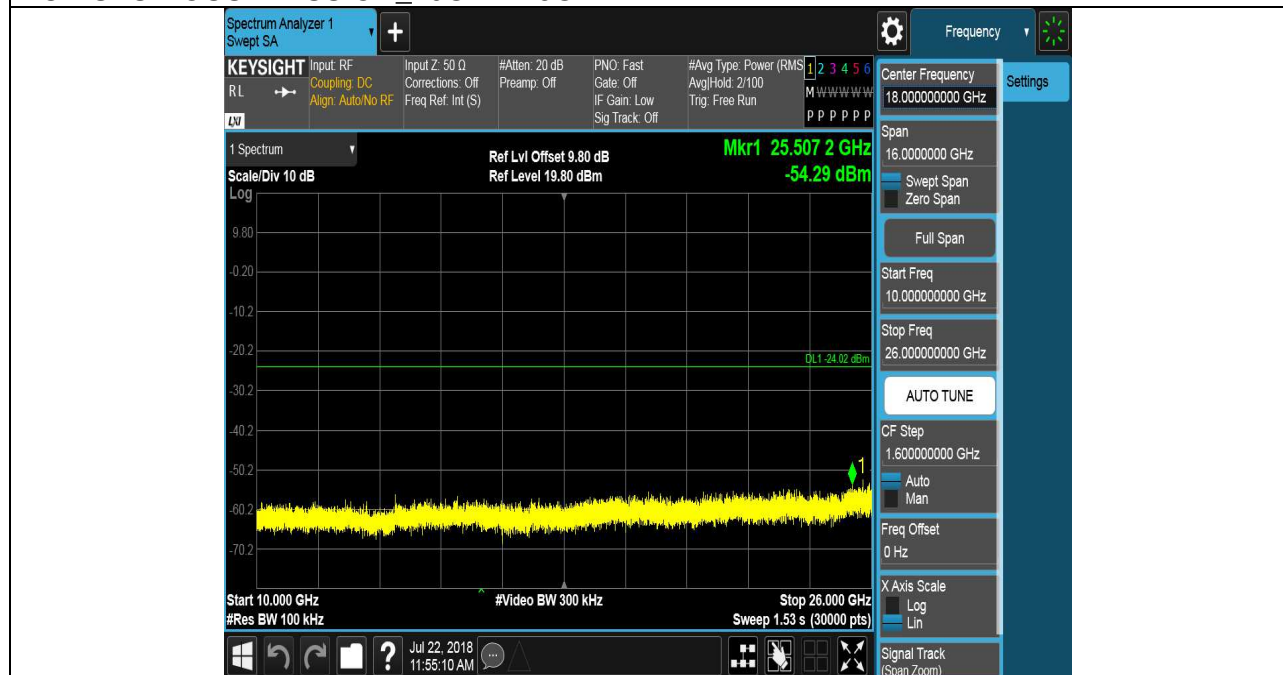 Spectrum Analyzer 1
Swept SA
+
Frequency
KEYSIGHT
RL
LXI
Input: RF
Coupling: DC
Align: Auto/No RF
Input Z: 50 Ω
Corrections: Off
Freq Ref: Int (S)
#Atten: 20 dB
Preamp: Off
PNO: Fast
Gate: Off
IF Gain: Low
Sig Track: Off
#Avg Type: Power (RMS
Avg|Hold: 2/100
Trig: Free Run
1 2 3 4 5 6
M W W W W W
P P P P P P
1 Spectrum
Scale/Div 10 dB
Log
Ref Lvl Offset 9.80 dB
Ref Level 19.80 dBm
Mkr1 25.507 2 GHz
-54.29 dBm
9.80
-0.20
-10.2
-20.2
DL1 -24.02 dBm
-30.2
-40.2
-50.2
1
-60.2
-70.2
Start 10.000 GHz
#Res BW 100 kHz
#Video BW 300 kHz
Stop 26.000 GHz
Sweep 1.53 s (30000 pts)
Center Frequency
18.000000000 GHz
Settings
Span
16.0000000 GHz
Swept Span
Zero Span
Full Span
Start Freq
10.000000000 GHz
Stop Freq
26.000000000 GHz
AUTO TUNE
CF Step
1.600000000 GHz
Auto
Man
Freq Offset
0 Hz
X Axis Scale
Log
Lin
Signal Track
(Span Zoom)
?
Jul 22, 2018
11:55:10 AM